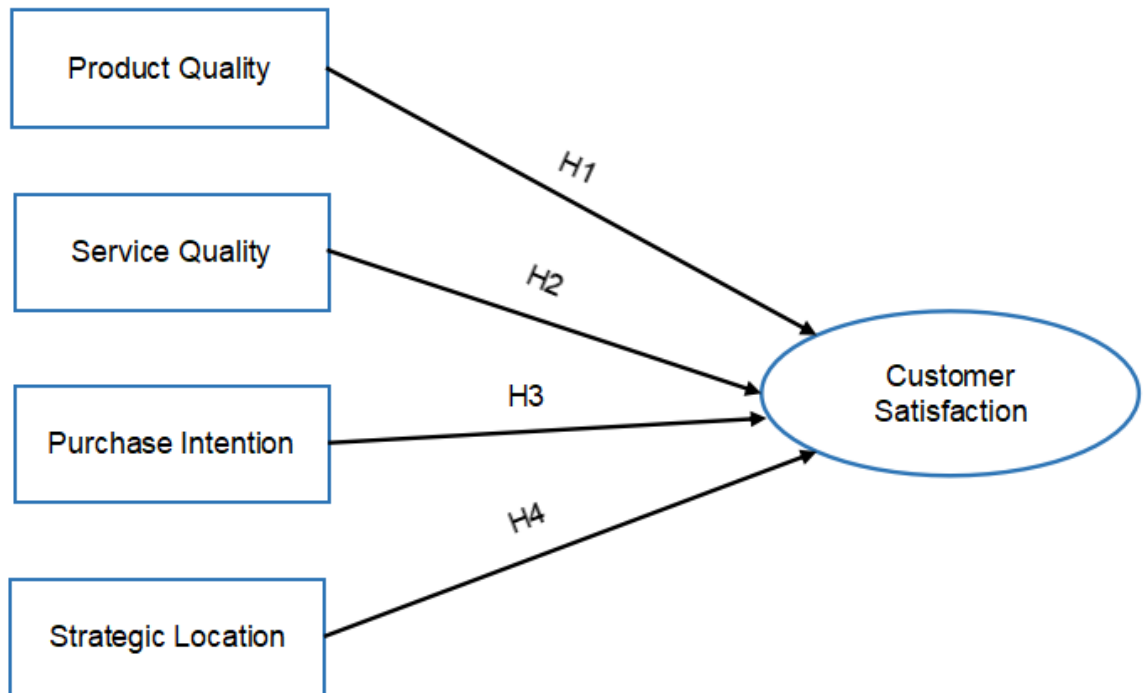 Product Quality
H1
Service Quality
H2
Customer
Satisfaction
H3
Purchase Intention
H4
Strategic Location